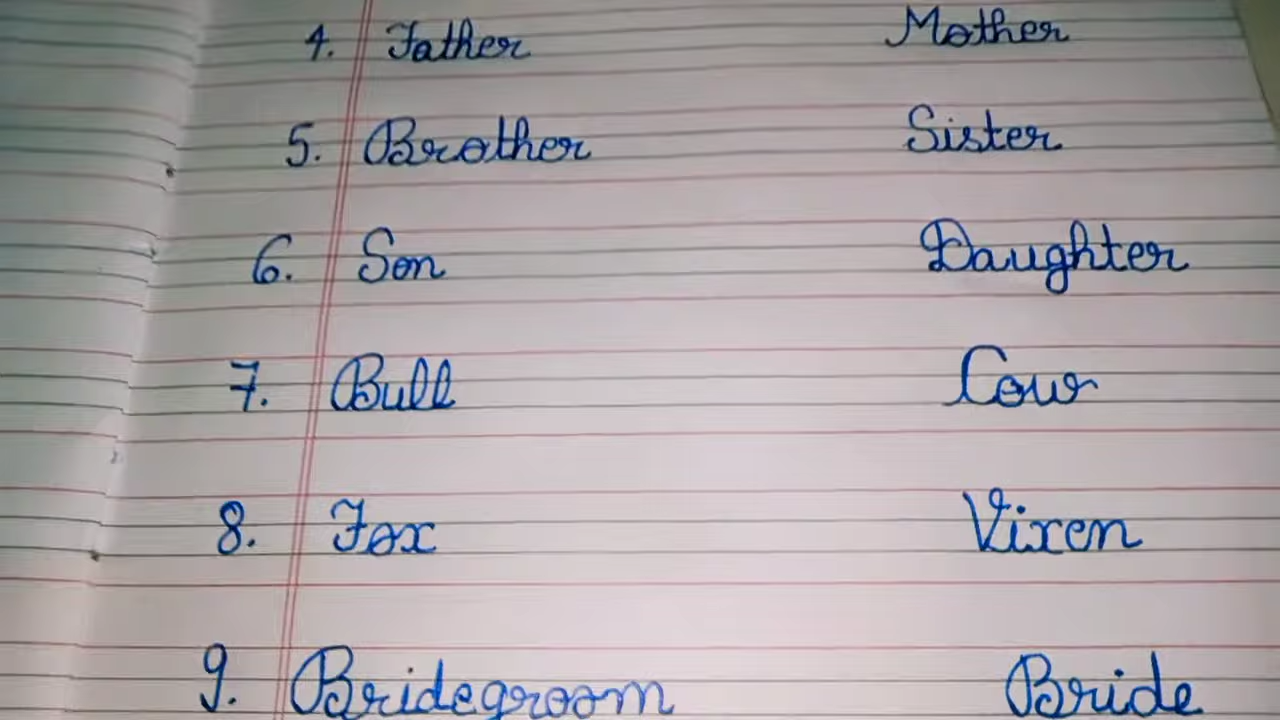 4. Father Mother
5. Brother Sister
6. Son Daughter
7. Bull Cow
8. Fox Vixen
9. Bridegroom Bride